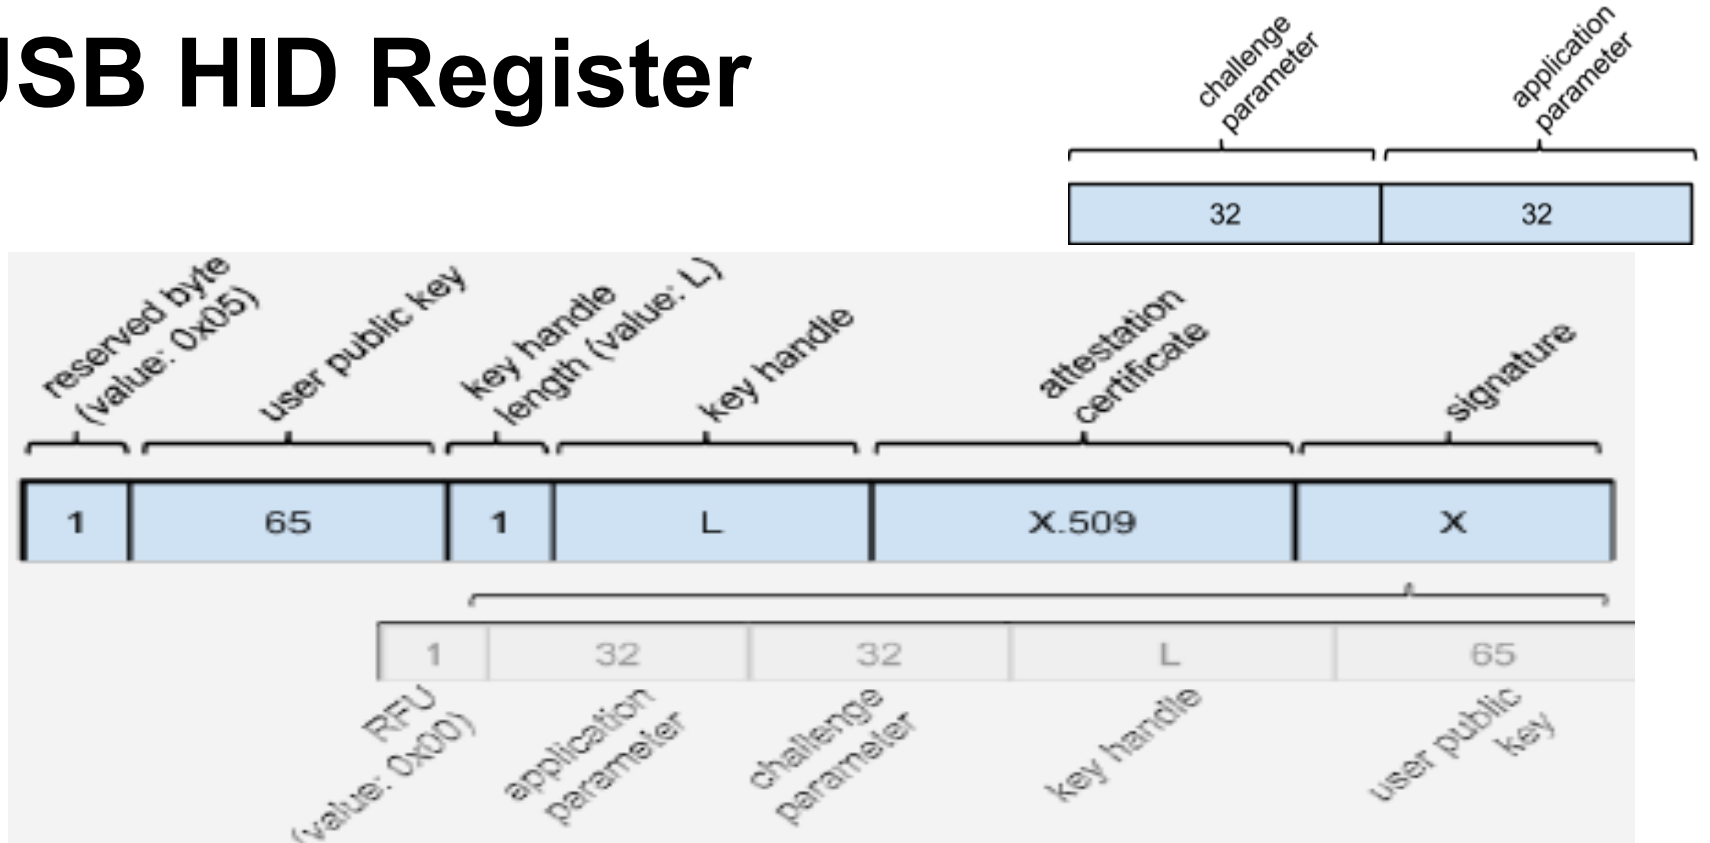 USB HID Register
challenge
parameter
application
parameter
32
32
reserved byte
(value: 0x05)
user public key
key handle
length (value: L)
key handle
attestation
certificate
signature
1
65
1
L
X.509
X
1
32
32
L
65
RFU
(value: 0x00)
application
parameter
challenge
parameter
key handle
user public
key